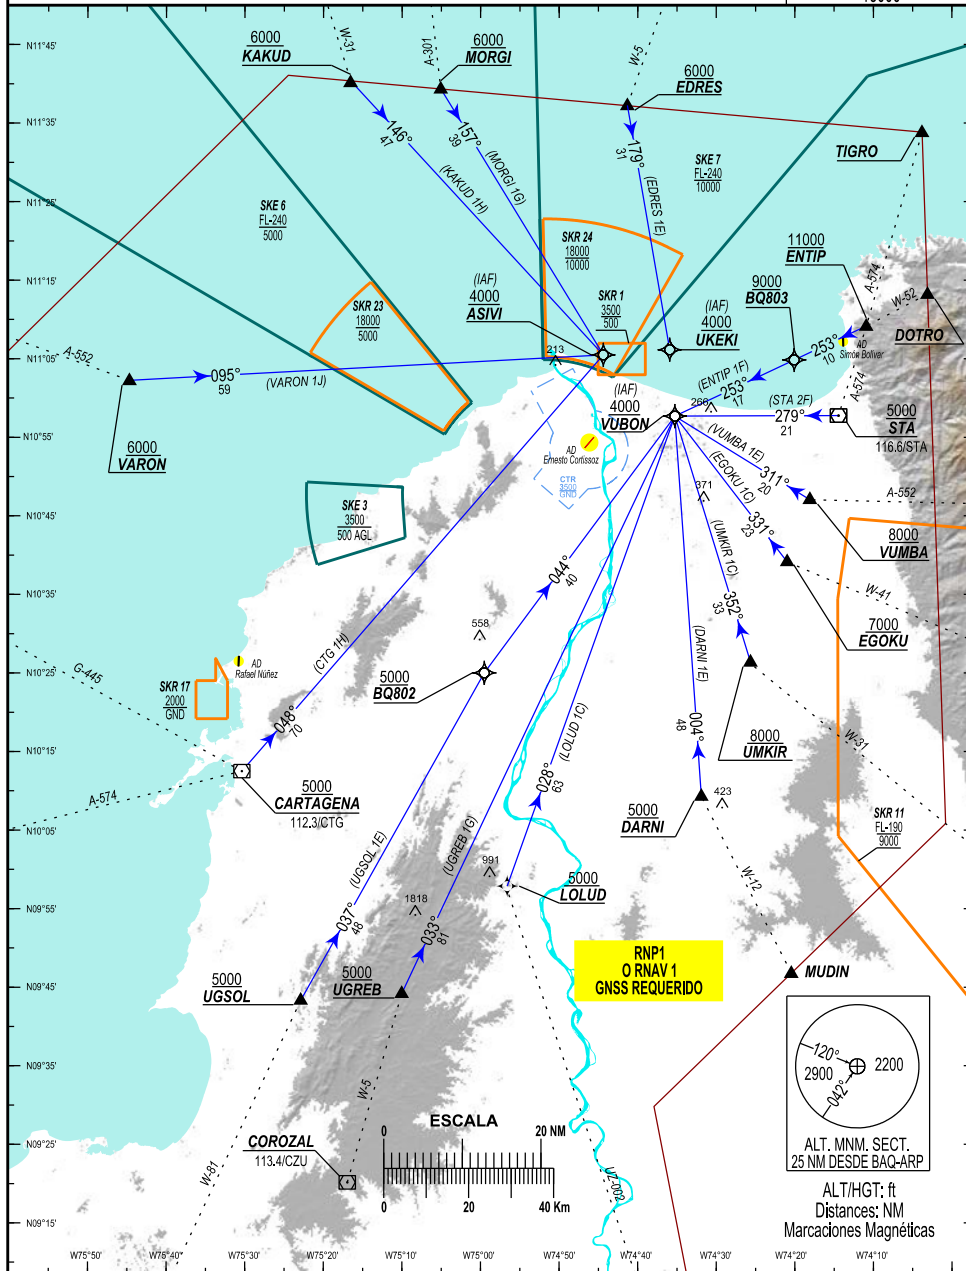 10000
N11°45'
N11°35'
N11°25'
N11°15'
N11°05'
N10°55'
N10°45'
N10°35'
N10°25'
N10°15'
N10°05'
N09°55'
N09°45'
N09°35'
N09°25'
N09°15'
W75°50'
W75°40'
W75°30'
W75°20'
W75°10'
W75°00'
W74°50'
W74°40'
W74°30'
W74°20'
W74°10'
6000
KAKUD
W-31
A-301
6000
MORGI
W-5
6000
EDRES
TIGRO
146°
47
(KAKUD 1H)
157°
39
(MORGI 1G)
179°
31
(EDRES 1E)
SKE 7
FL-240
10000
SKE 6
FL-240
5000
SKR 24
18000
10000
SKR 23
18000
5000
SKR 1
3500
500
(IAF)
4000
ASIVI
(IAF)
4000
UKEKI
9000
BQ803
11000
ENTIP
A-574
W-52
DOTRO
253°
10
AD
Simón Bolívar
A-574
253°
17
(ENTIP 1F)
(STA 2F)
279°
21
5000
STA
116.6/STA
A-552
095°
59
(VARON 1J)
6000
VARON
213
266
(IAF)
4000
VUBON
AD
Ernesto Cortissoz
CTR
3500
GND
371
(VUMBA 1E)
311°
20
A-552
8000
VUMBA
(EGOKU 1C)
331°
23
W-41
7000
EGOKU
(UMKIR 1C)
352°
33
8000
UMKIR
W-31
SKE 3
3500
500 AGL
044°
40
558
5000
BQ802
(DARNI 1E)
004°
48
5000
DARNI
423
G-445
AD
Rafael Núñez
SKR 17
2000
GND
(CTG 1H)
048°
70
5000
CARTAGENA
112.3/CTG
A-574
(LOLUD 1C)
028°
63
5000
LOLUD
SKR 11
FL-190
9000
(UGSOL 1E)
037°
48
(UGREB 1G)
033°
81
991
1818
5000
UGSOL
5000
UGREB
W-12
MUDIN
RNP1
O RNAV 1
GNSS REQUERIDO
W-81
W-5
UZ-002
COROZAL
113.4/CZU
ESCALA
0
20 NM
0
20
40 Km
120°
2900
2200
042°
ALT. MNM. SECT.
25 NM DESDE BAQ-ARP
ALT/HGT: ft
Distances: NM
Marcaciones Magnéticas